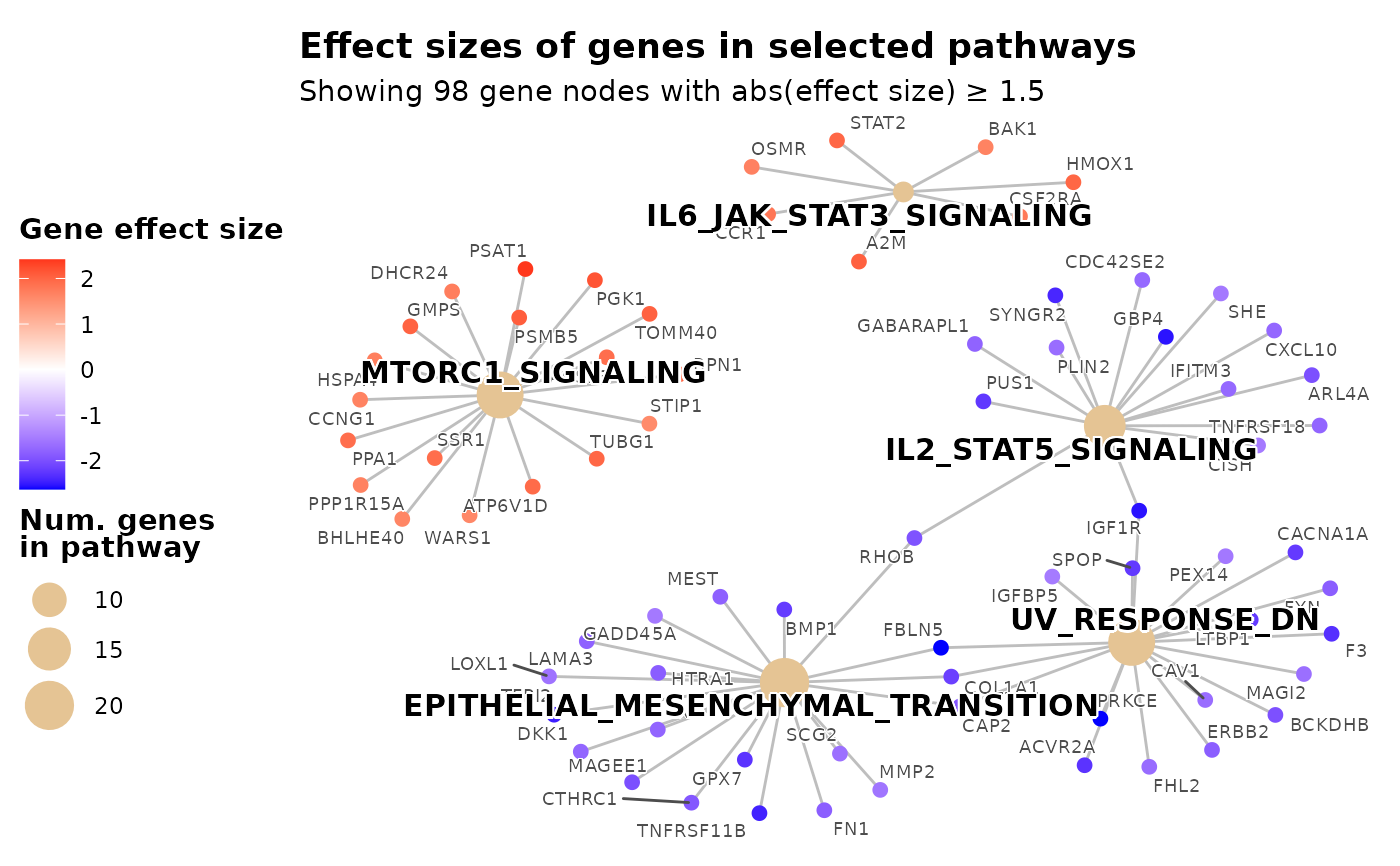 Effect sizes of genes in selected pathways
Showing 98 gene nodes with abs(effect size) ≥ 1.5
STAT2
BAK1
OSMR
HMOX1
CSF2RA
IL6_JAK_STAT3_SIGNALING
CCR1
A2M
Gene effect size
2
1
0
-1
-2
Num. genes
in pathway
10
15
20
PSAT1
DHCR24
PGK1
GMPS
PSMB5
TOMM40
MTORC1_SIGNALING
CCNG1
STIP1
SSR1
TUBG1
PPA1
PPP1R15A
ATP6V1D
BHLHE40
WARS1
CDC42SE2
SYNGR2
GBP4
SHE
GABARAPL1
CXCL10
PLIN2
IFITM3
PUS1
ARL4A
TNFRSF18
IL2_STAT5_SIGNALING
CISH
IGF1R
RHOB
SPOP
CACNA1A
PEX14
IGFBP5
UV_RESPONSE_DN
LTBP1
F3
CAV1
MAGI2
PRKCE
BCKDHB
ERBB2
ACVR2A
FHL2
MEST
BMP1
FBLN5
GADD45A
LOXL1
LAMA3
HTRA1
COL1A1
EPITHELIAL_MESENCHYMAL_TRANSITION
CAP2
DKK1
SCG2
MAGEE1
GPX7
MMP2
CTHRC1
TNFRSF11B
FN1